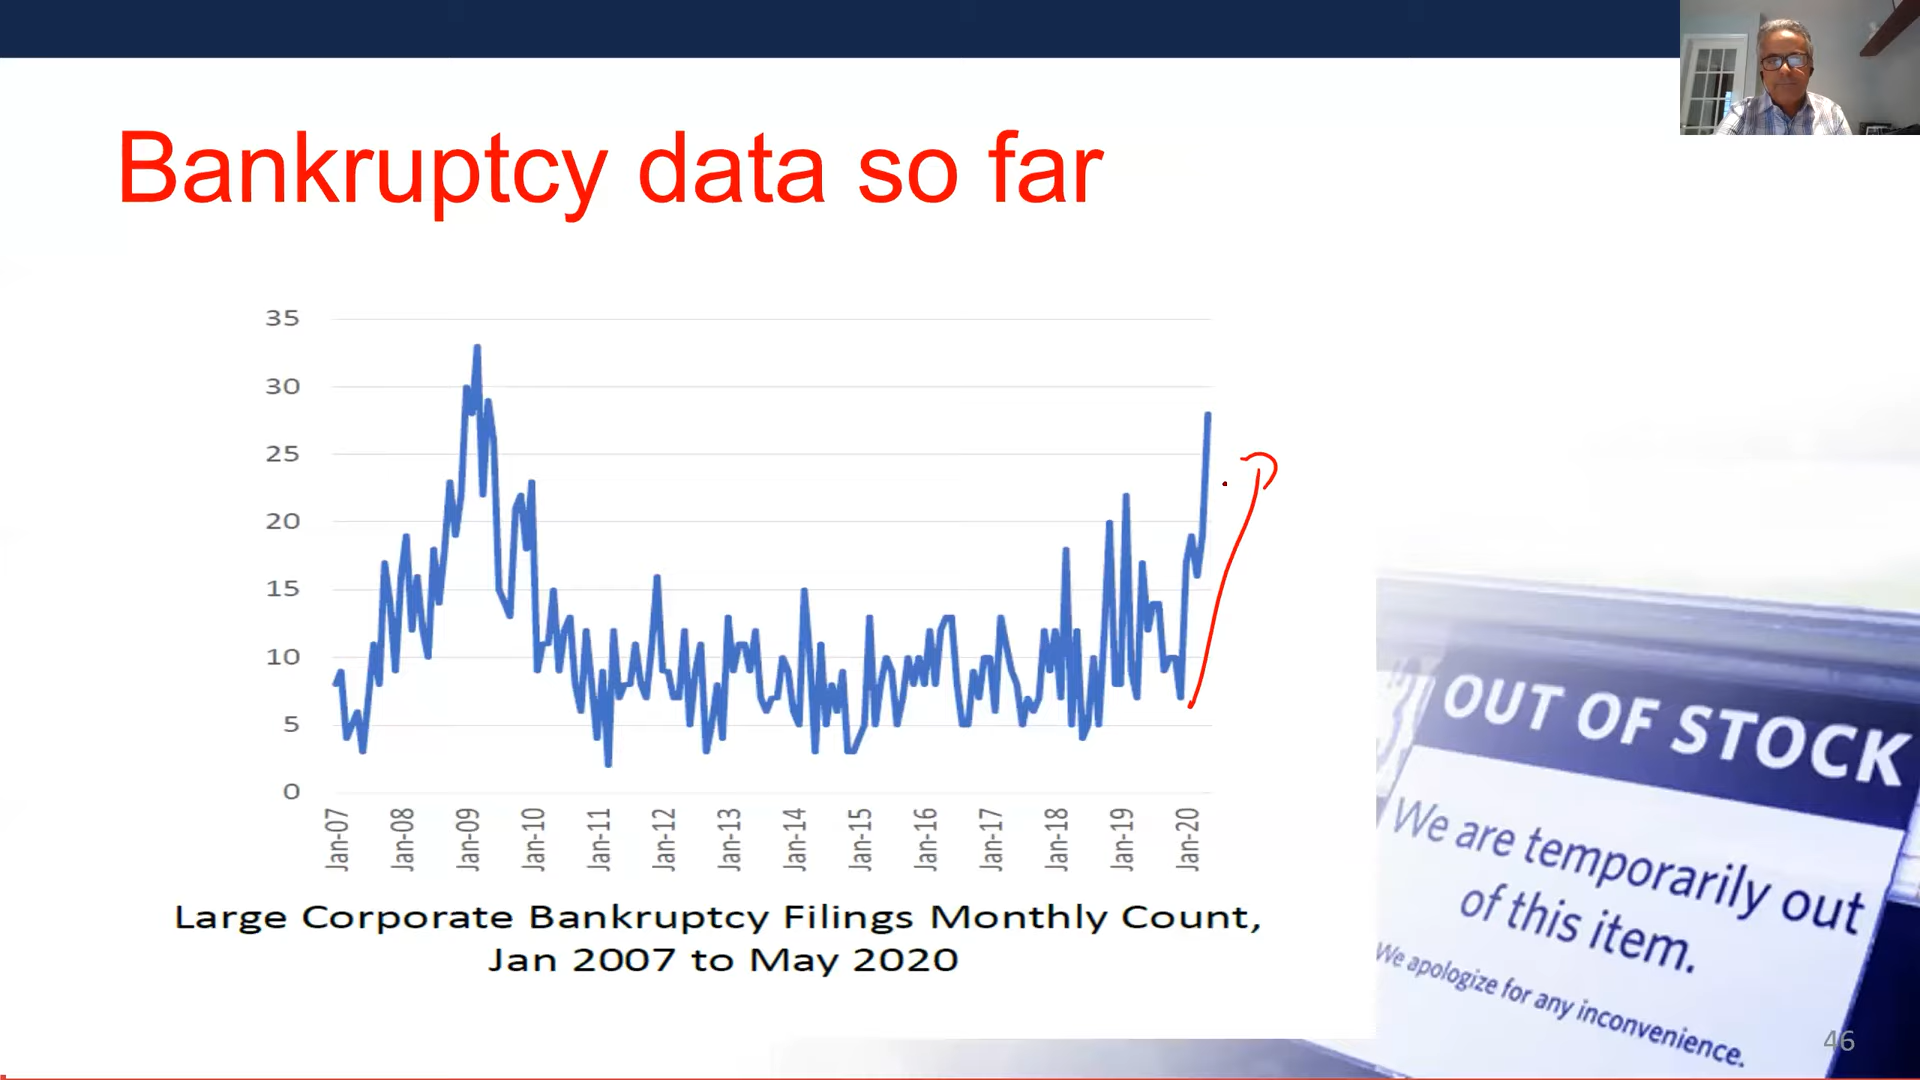 Bankruptcy data so far
35
30
25
20
15
10
5
0
Jan-07
Jan-08
Jan-09
Jan-10
Jan-11
Jan-12
Jan-13
Jan-14
Jan-15
Jan-16
Jan-17
Jan-18
Jan-19
Jan-20
Large Corporate Bankruptcy Filings Monthly Count,
Jan 2007 to May 2020
OUT OF STOCK
We are temporarily out
of this item.
We apologize for any inconvenience.
46